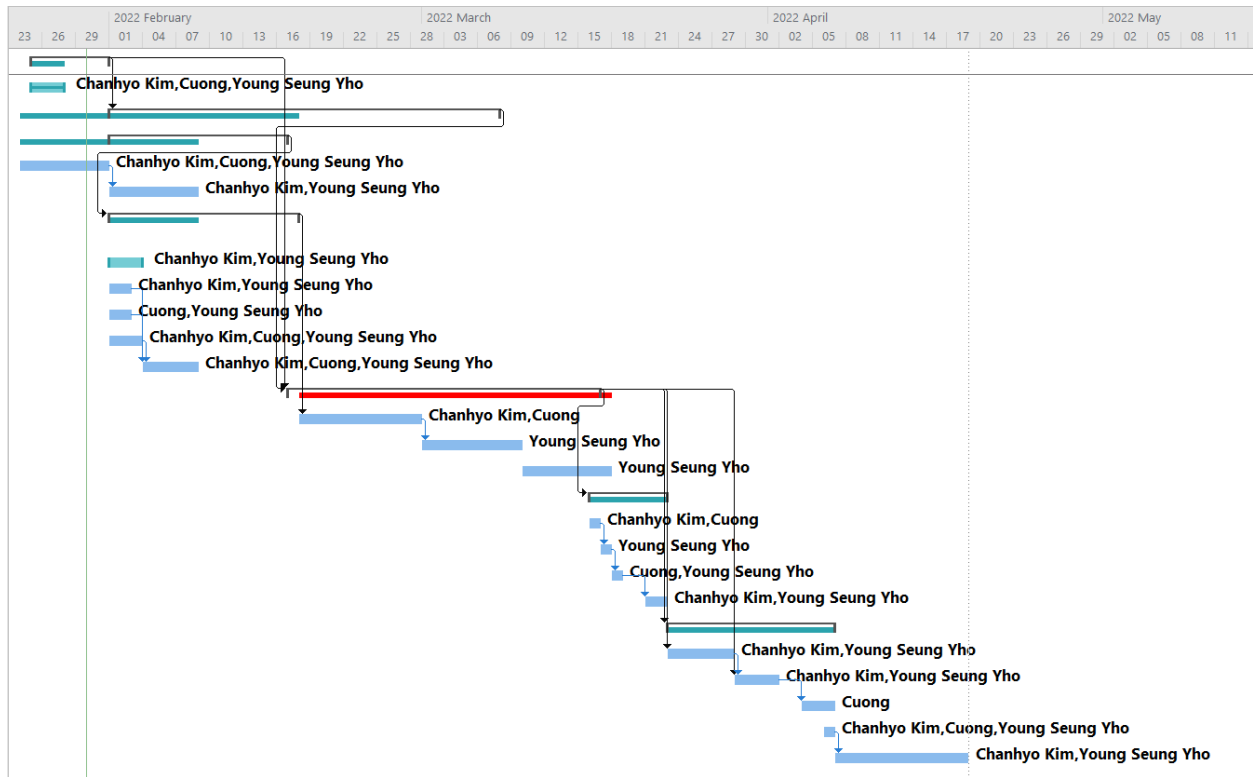 2022 February 2022 March 2022 April 2022 May
23 26 29 01 04 07 10 13 16 19 22 25 28 03 06 09 12 15 18 21 24 27 30 02 05 08 11 14 17 20 23 26 29 02 05 08 11
Chanhyo Kim,Cuong,Young Seung Yho
Chanhyo Kim,Cuong,Young Seung Yho
Chanhyo Kim,Young Seung Yho
Chanhyo Kim,Young Seung Yho
Chanhyo Kim,Young Seung Yho
Cuong,Young Seung Yho
Chanhyo Kim,Cuong,Young Seung Yho
Chanhyo Kim,Cuong,Young Seung Yho
Chanhyo Kim,Cuong
Young Seung Yho
Young Seung Yho
Chanhyo Kim,Cuong
Young Seung Yho
Cuong,Young Seung Yho
Chanhyo Kim,Young Seung Yho
Chanhyo Kim,Young Seung Yho
Chanhyo Kim,Young Seung Yho
Cuong
Chanhyo Kim,Cuong,Young Seung Yho
Chanhyo Kim,Young Seung Yho